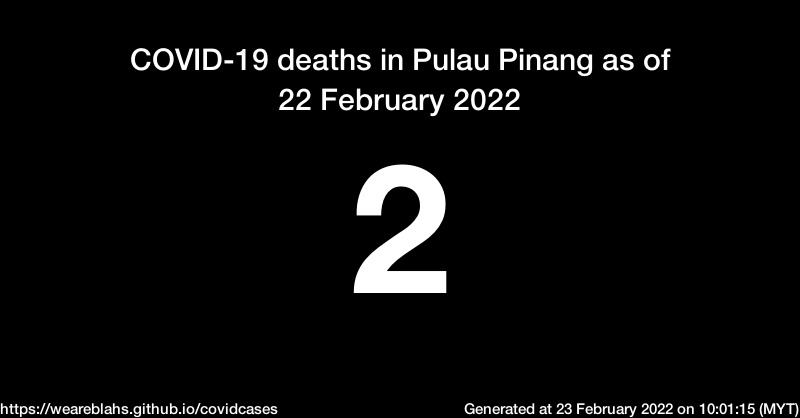 COVID-19 deaths in Pulau Pinang as of
22 February 2022
2
https://weareblahs.github.io/covidcases
Generated at 23 February 2022 on 10:01:15 (MYT)